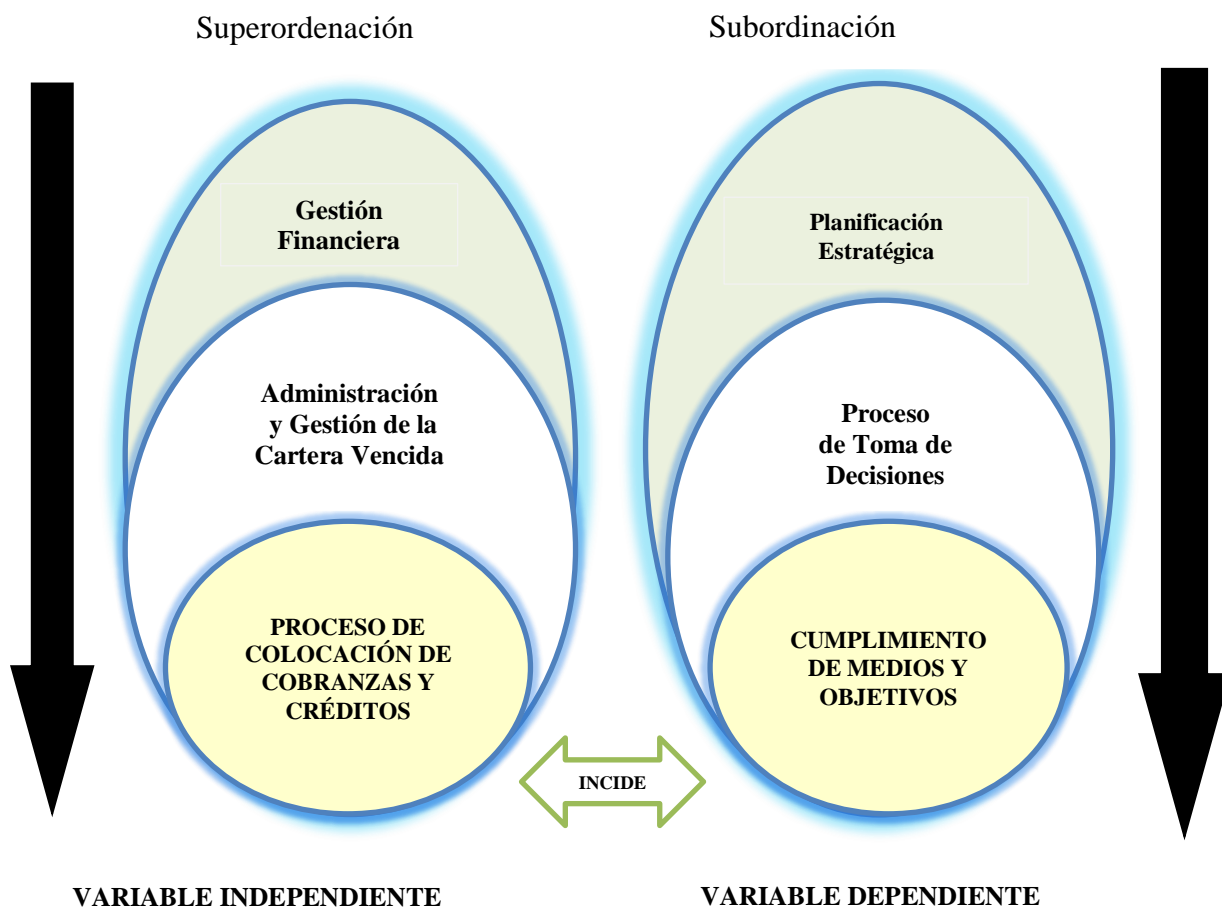 Superordenación
Subordinación
Gestión
Financiera
Planificación
Estratégica
Administración
y Gestión de la
Cartera Vencida
Proceso
de Toma de
Decisiones
PROCESO DE
COLOCACIÓN DE
COBRANZAS Y
CRÉDITOS
CUMPLIMIENTO
DE MEDIOS Y
OBJETIVOS
INCIDE
VARIABLE INDEPENDIENTE
VARIABLE DEPENDIENTE